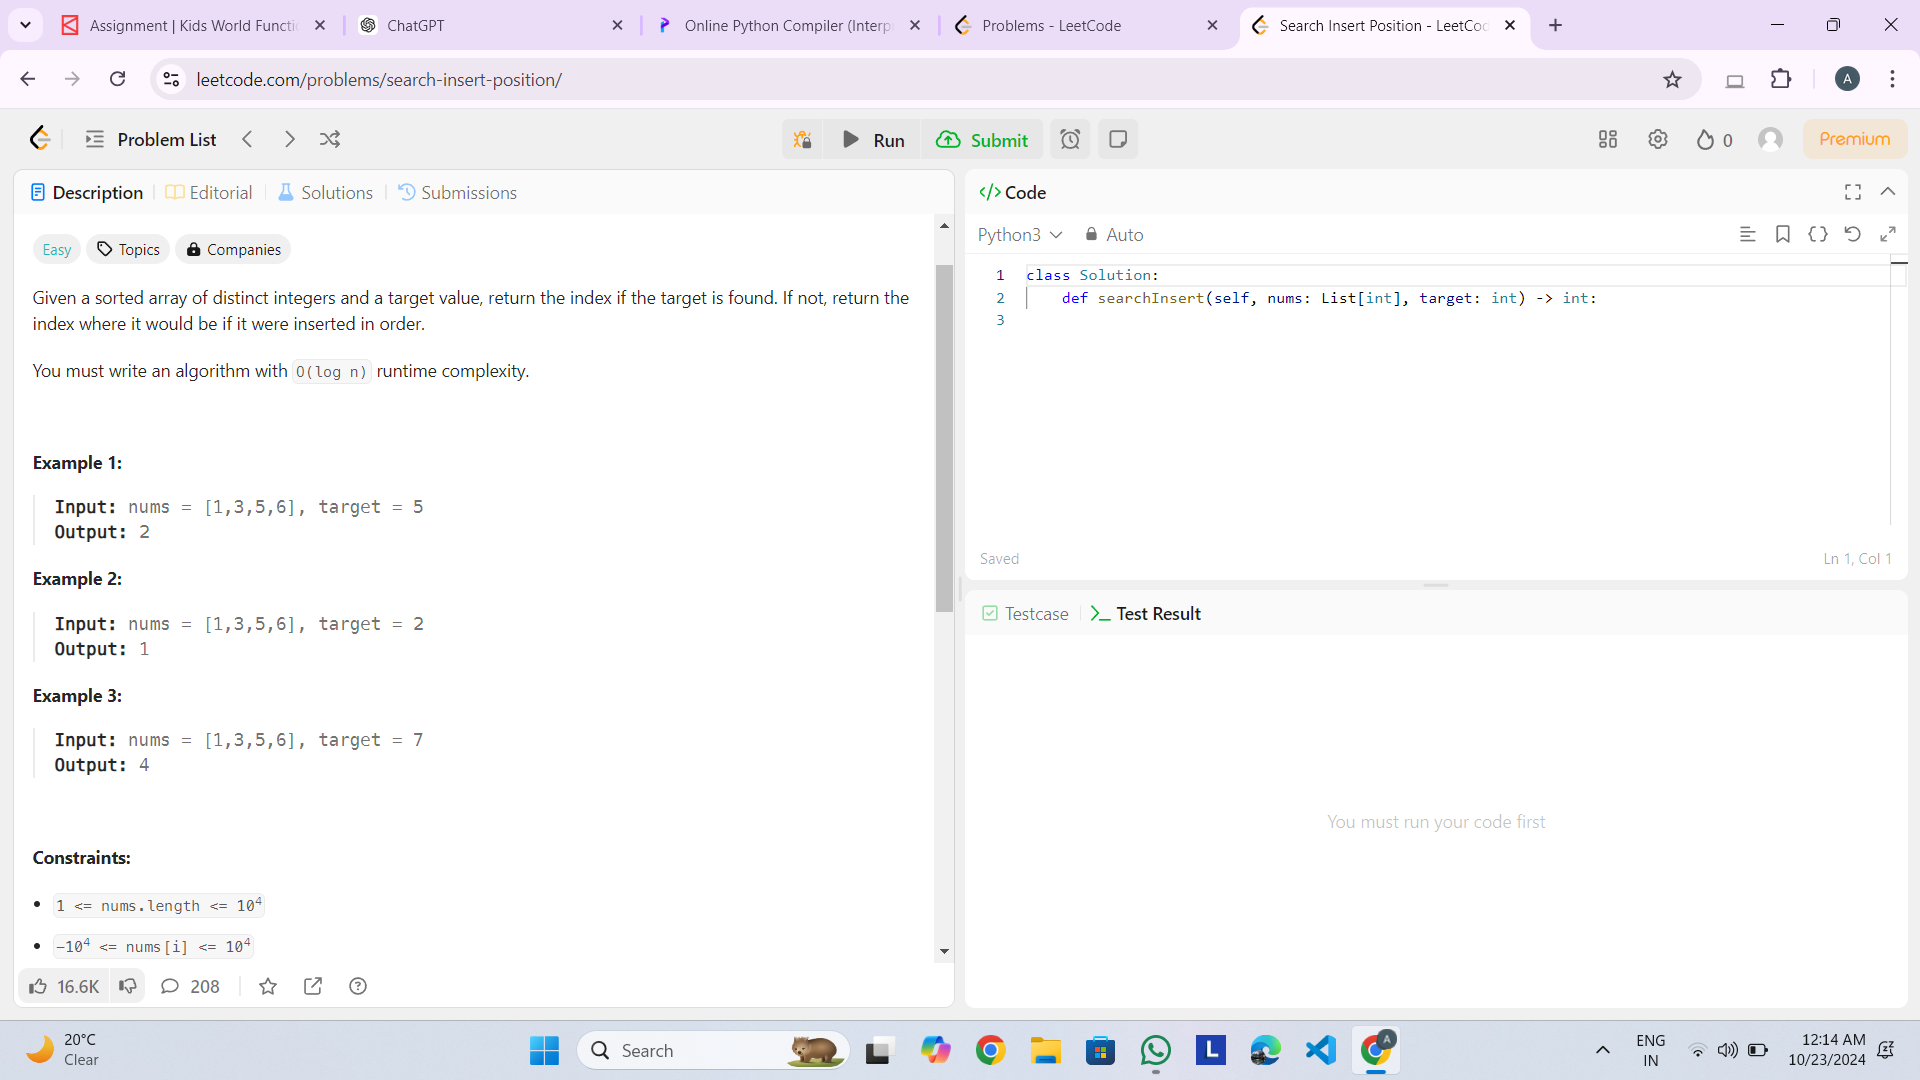 Assignment | Kids World Functi
ChatGPT
Online Python Compiler (Interp
Problems - LeetCode
Search Insert Position - LeetCod
leetcode.com/problems/search-insert-position/
A
Problem List
Run
Submit
0
Premium
Description
Editorial
Solutions
Submissions
</> Code
Easy
Topics
Companies
Python3
Auto
Given a sorted array of distinct integers and a target value, return the index if the target is found. If not, return the
index where it would be if it were inserted in order.
You must write an algorithm with O(log n) runtime complexity.
Example 1:
Input: nums = [1,3,5,6], target = 5
Output: 2
Example 2:
Input: nums = [1,3,5,6], target = 2
Output: 1
Example 3:
Input: nums = [1,3,5,6], target = 7
Output: 4
Constraints:
1 <= nums.length <= 10⁴
-10⁴ <= nums[i] <= 10⁴
16.6K
208
1 class Solution:
2 def searchInsert(self, nums: List[int], target: int) -> int:
3
Saved
Ln 1, Col 1
Testcase
Test Result
You must run your code first
20°C
Clear
Search
L
A
ENG
IN
12:14 AM
10/23/2024